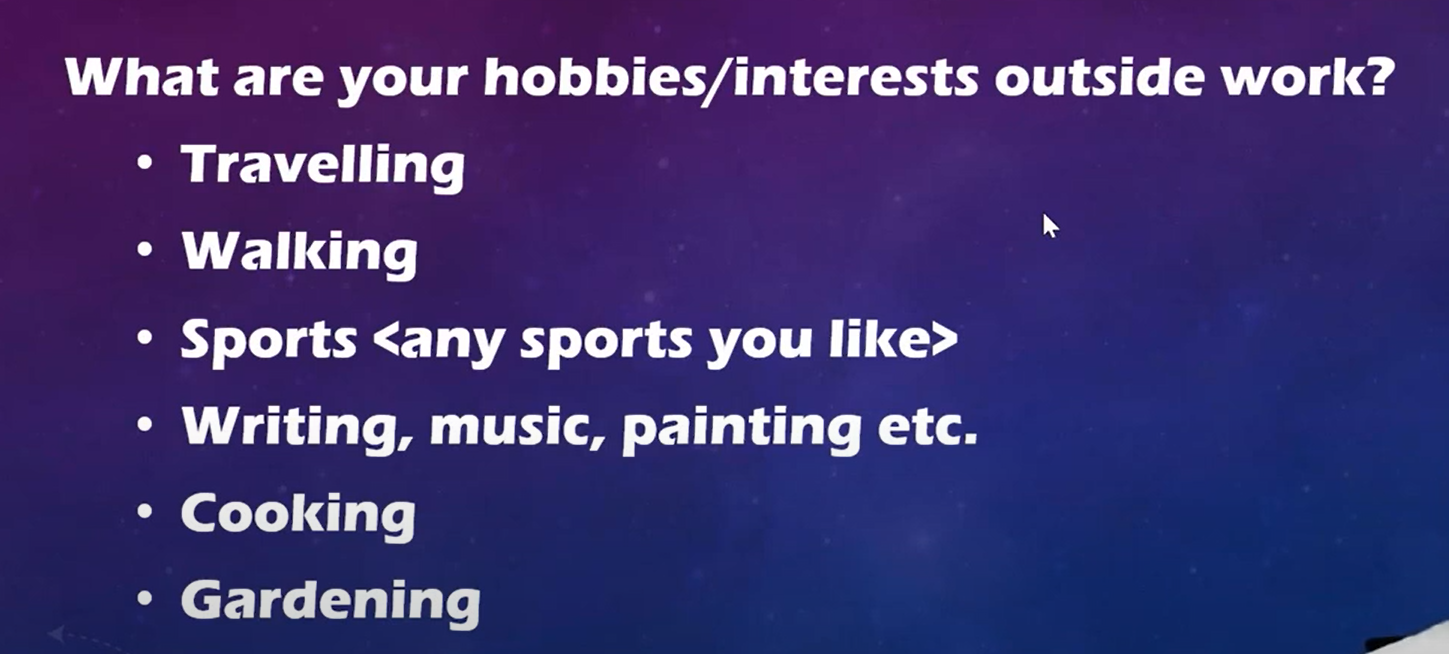 What are your hobbies/interests outside work?
• Travelling
• Walking
• Sports <any sports you like>
• Writing, music, painting etc.
• Cooking
• Gardening